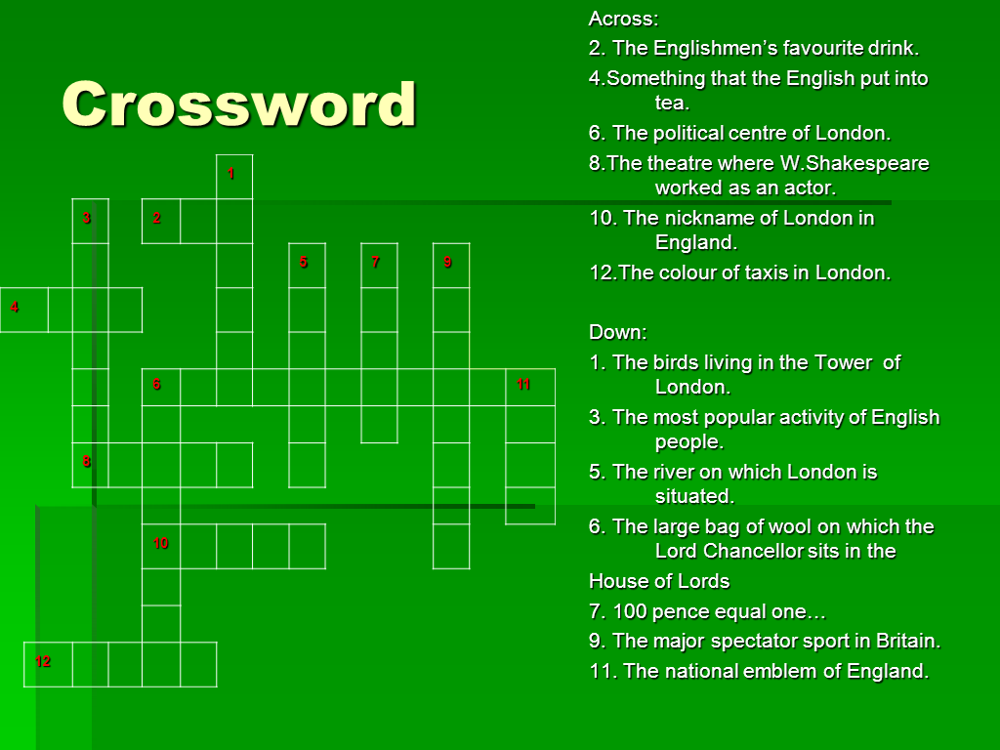 Crossword
1
3
2
5
7
9
4
6
11
8
10
12
Across:
2. The Englishmen’s favourite drink.
4.Something that the English put into
tea.
6. The political centre of London.
8.The theatre where W.Shakespeare
worked as an actor.
10. The nickname of London in
England.
12.The colour of taxis in London.
Down:
1. The birds living in the Tower of
London.
3. The most popular activity of English
people.
5. The river on which London is
situated.
6. The large bag of wool on which the
Lord Chancellor sits in the
House of Lords
7. 100 pence equal one…
9. The major spectator sport in Britain.
11. The national emblem of England.